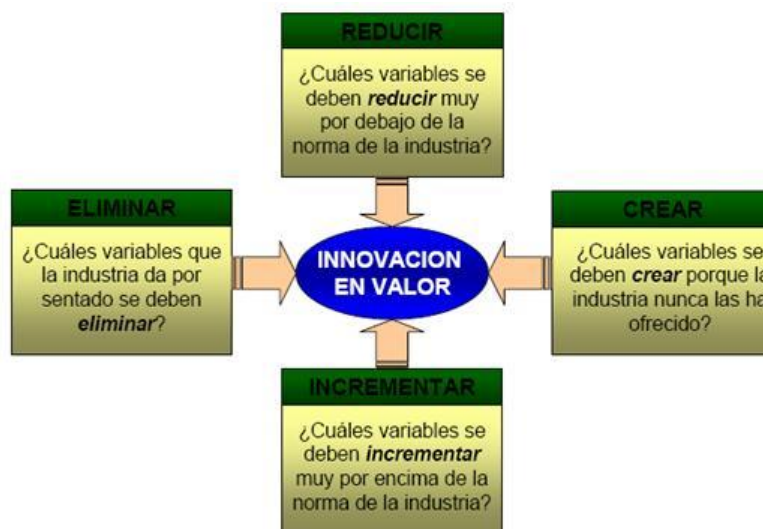 REDUCIR
¿Cuáles variables se
deben reducir muy
por debajo de la
norma de la industria?
ELIMINAR
¿Cuáles variables que
la industria da por
sentado se deben
eliminar?
INNOVACION
EN VALOR
CREAR
¿Cuáles variables se
deben crear porque la
industria nunca las ha
ofrecido?
INCREMENTAR
¿Cuáles variables se
deben incrementar
muy por encima de la
norma de la industria?